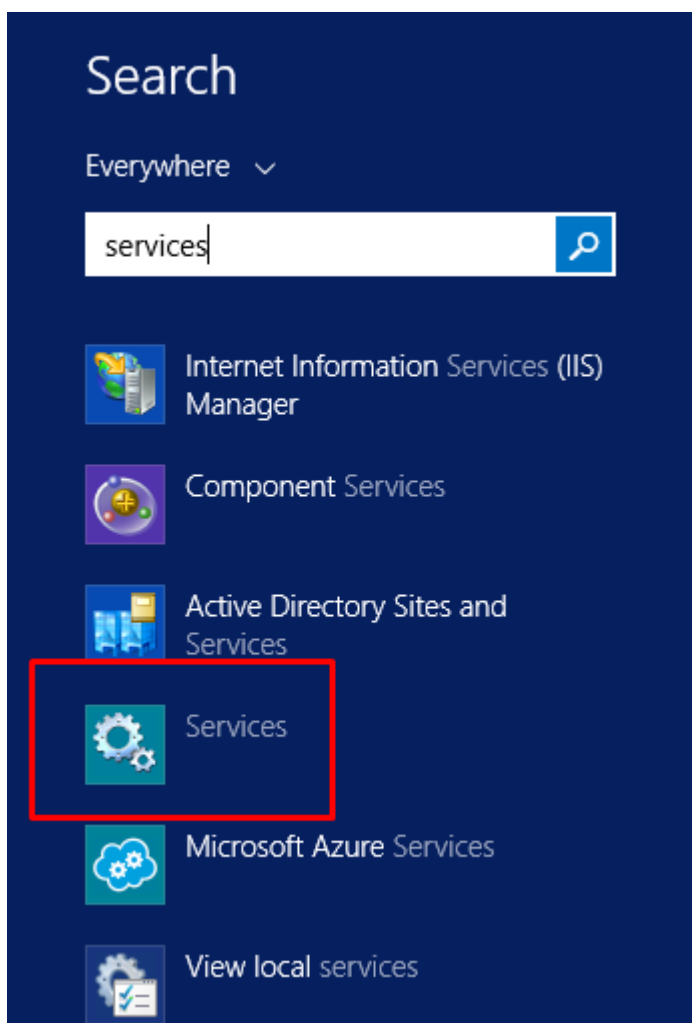 Search
Everywhere
services
Internet Information Services (IIS)
Manager
Component Services
Active Directory Sites and
Services
Services
Microsoft Azure Services
View local services